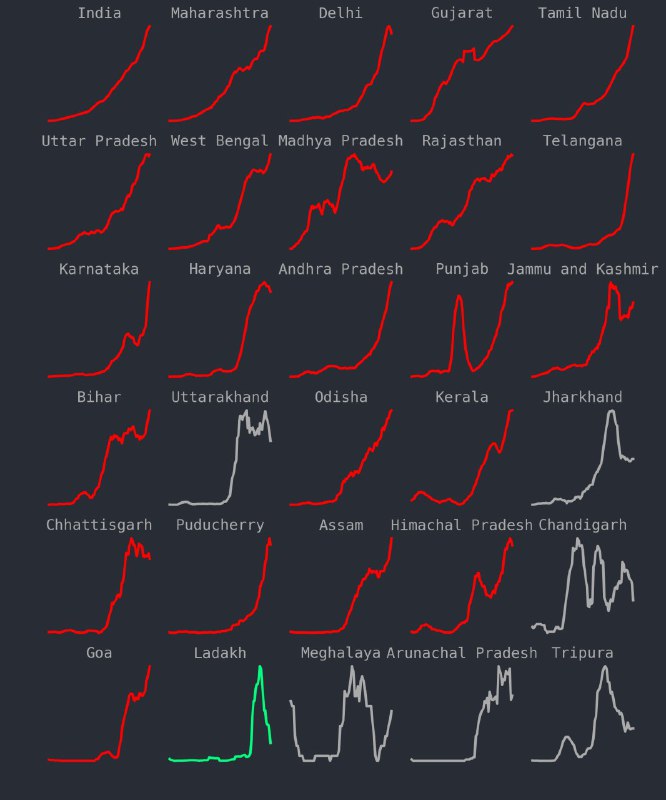 India Maharashtra Delhi Gujarat Tamil Nadu
Uttar Pradesh West Bengal Madhya Pradesh Rajasthan Telangana
Karnataka Haryana Andhra Pradesh Punjab Jammu and Kashmir
Bihar Uttarakhand Odisha Kerala Jharkhand
Chhattisgarh Puducherry Assam Himachal Pradesh Chandigarh
Goa Ladakh Meghalaya Arunachal Pradesh Tripura